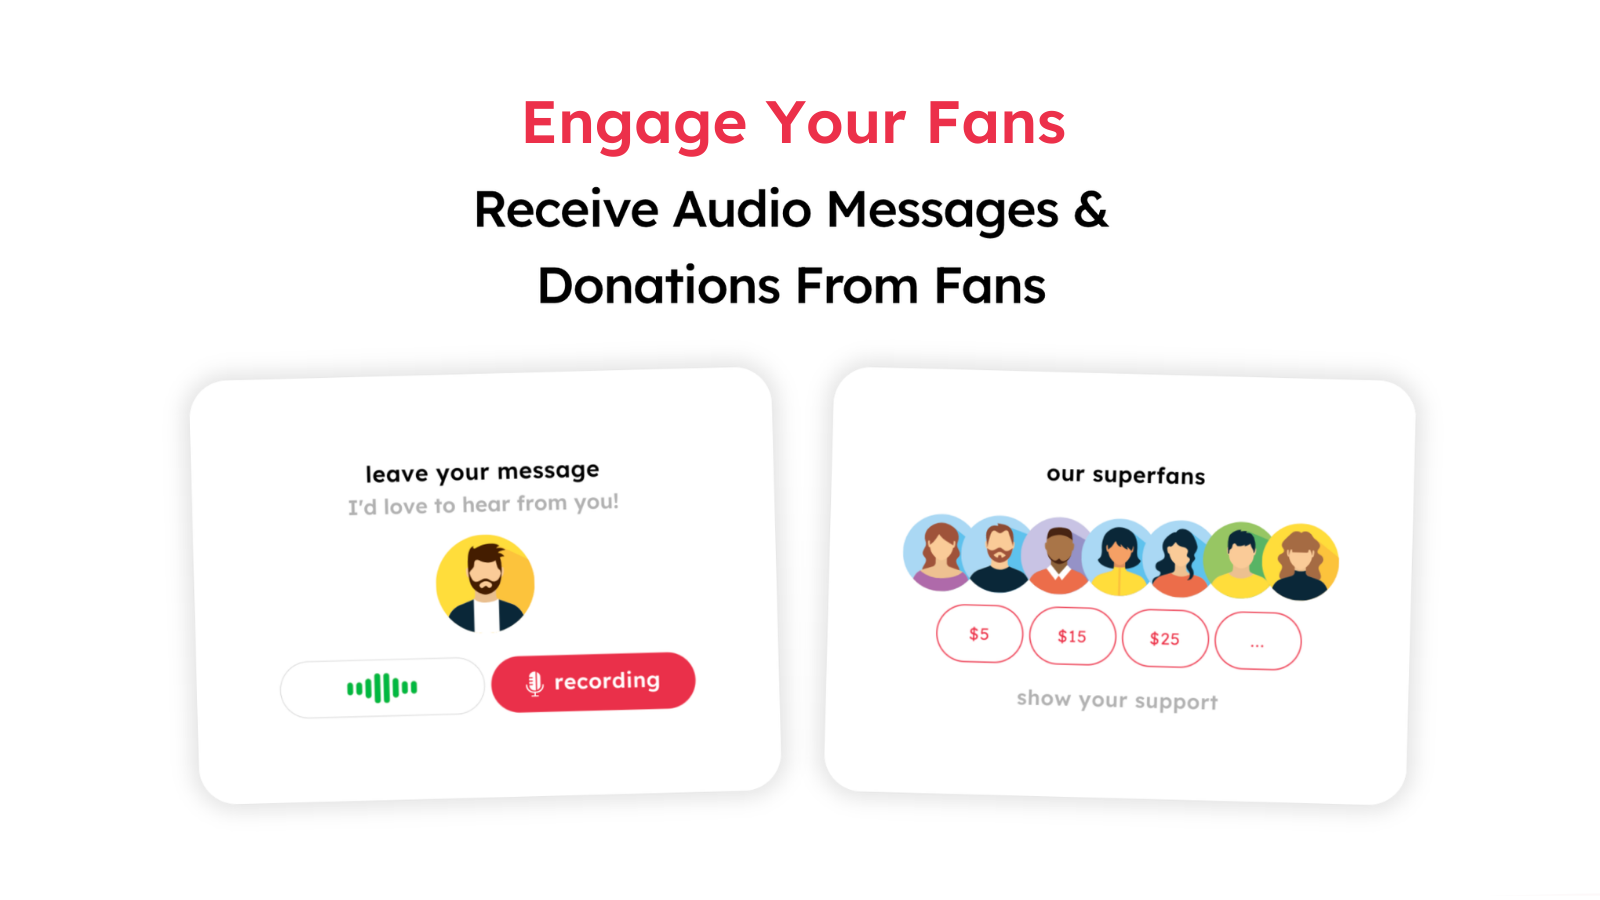 Engage Your Fans
Receive Audio Messages &
Donations From Fans
leave your message
I'd love to hear from you!
recording
our superfans
$5
$15
$25
...
show your support